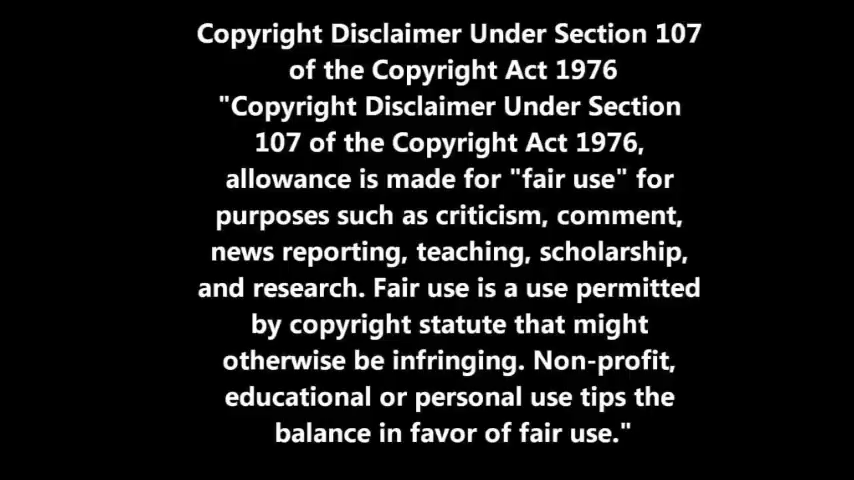 Copyright Disclaimer Under Section 107
of the Copyright Act 1976
"Copyright Disclaimer Under Section
107 of the Copyright Act 1976,
allowance is made for "fair use" for
purposes such as criticism, comment,
news reporting, teaching, scholarship,
and research. Fair use is a use permitted
by copyright statute that might
otherwise be infringing. Non-profit,
educational or personal use tips the
balance in favor of fair use."